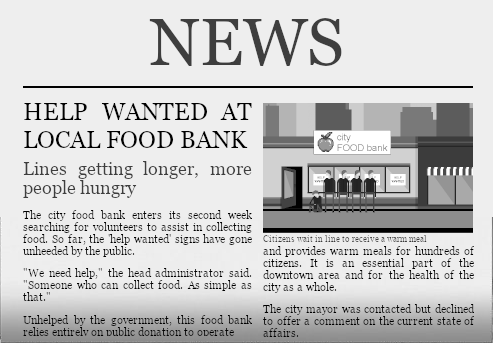 NEWS
HELP WANTED AT
LOCAL FOOD BANK
Lines getting longer, more
people hungry
The city food bank enters its second week
searching for volunteers to assist in collecting
food. So far, the 'help wanted' signs have gone
unheeded by the public.
"We need help," the head administrator said.
"Someone who can collect food. As simple as
that."
Unhelped by the government, this food bank
relies entirely on public donation to operate
city
FOOD bank
HELP
WANTED
HELP
WANTED
Citizens wait in line to receive a warm meal
and provides warm meals for hundreds of
citizens. It is an essential part of the
downtown area and for the health of the
city as a whole.
The city mayor was contacted but declined
to offer a comment on the current state of
affairs.